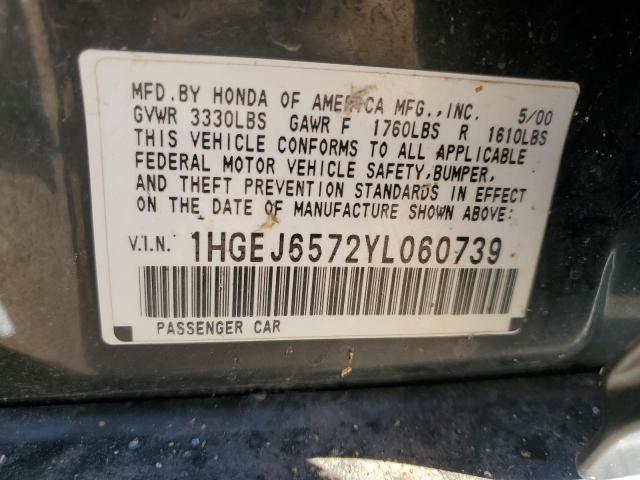 MFD.BY HONDA OF AMERICA MFG.,INC. 5/00
GVWR 3330LBS GAWR F 1760LBS R 1610LBS
THIS VEHICLE CONFORMS TO ALL APPLICABLE
FEDERAL MOTOR VEHICLE SAFETY,BUMPER,
AND THEFT PREVENTION STANDARDS IN EFFECT
ON THE DATE OF MANUFACTURE SHOWN ABOVE:
V.I.N. 1HGEJ6572YL060739
PASSENGER CAR